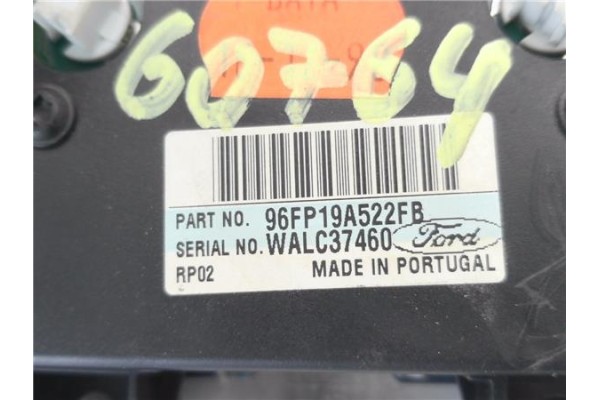 60764
PART NO. 96FP19A522FB
SERIAL NO. WALC37460 Ford
RP02 MADE IN PORTUGAL